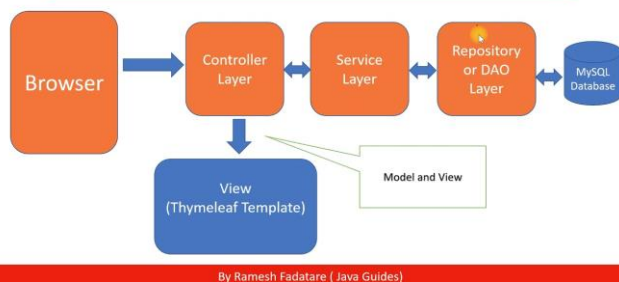 Browser
Controller
Layer
Service
Layer
Repository
or DAO
Layer
MySQL
Database
View
(Thymeleaf Template)
Model and View
By Ramesh Fadatare ( Java Guides)